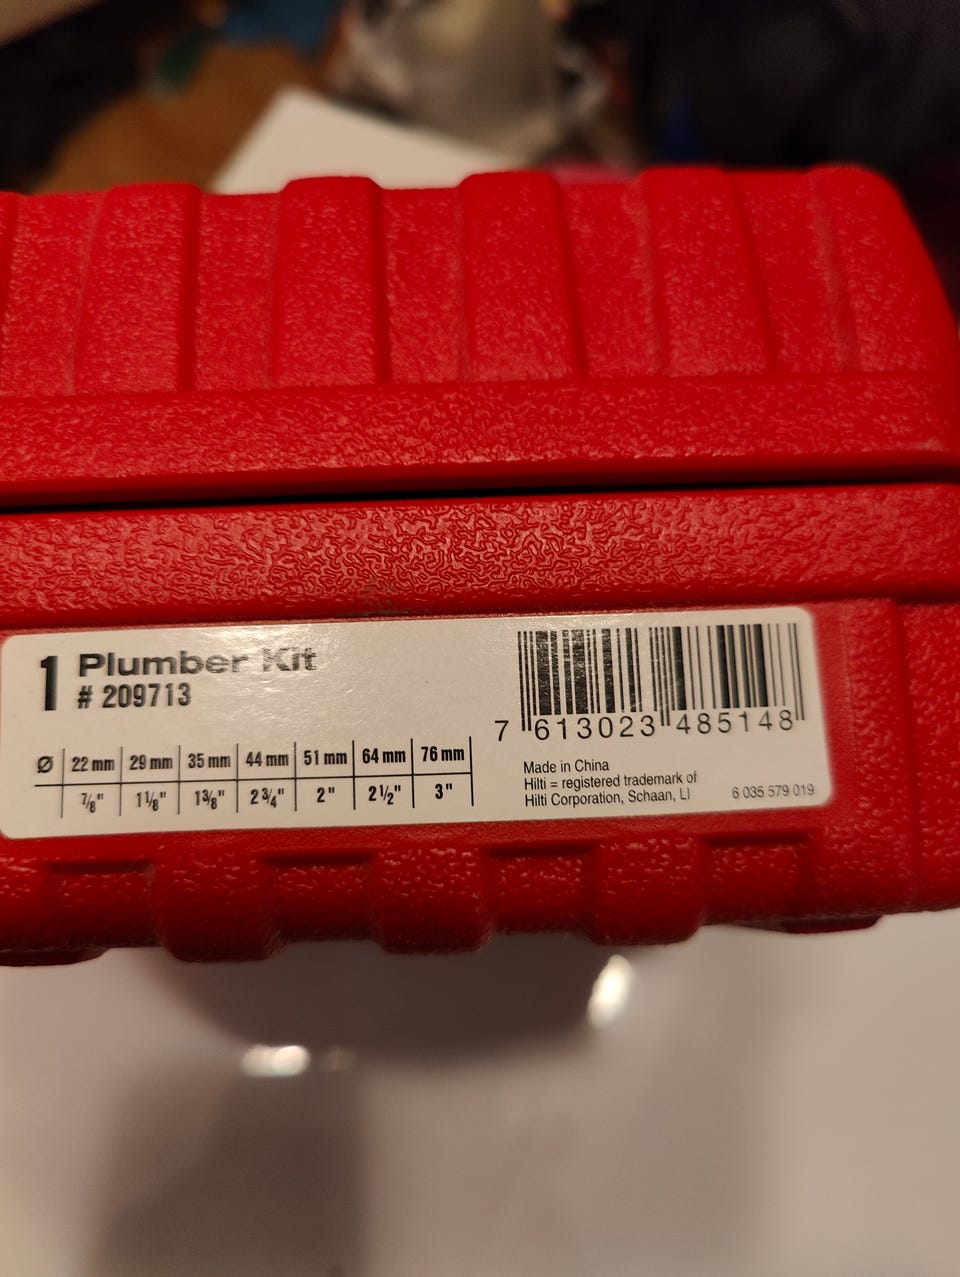 1 Plumber Kit
# 209713
7 613023 485148
Ø 22 mm 29 mm 35 mm 44 mm 51 mm 64 mm 76 mm
7/8" 1 1/8" 1 3/8" 2 3/4" 2" 2 1/2" 3"
Made in China
Hilti = registered trademark of
Hilti Corporation, Schaan, LI
6 035 579 019